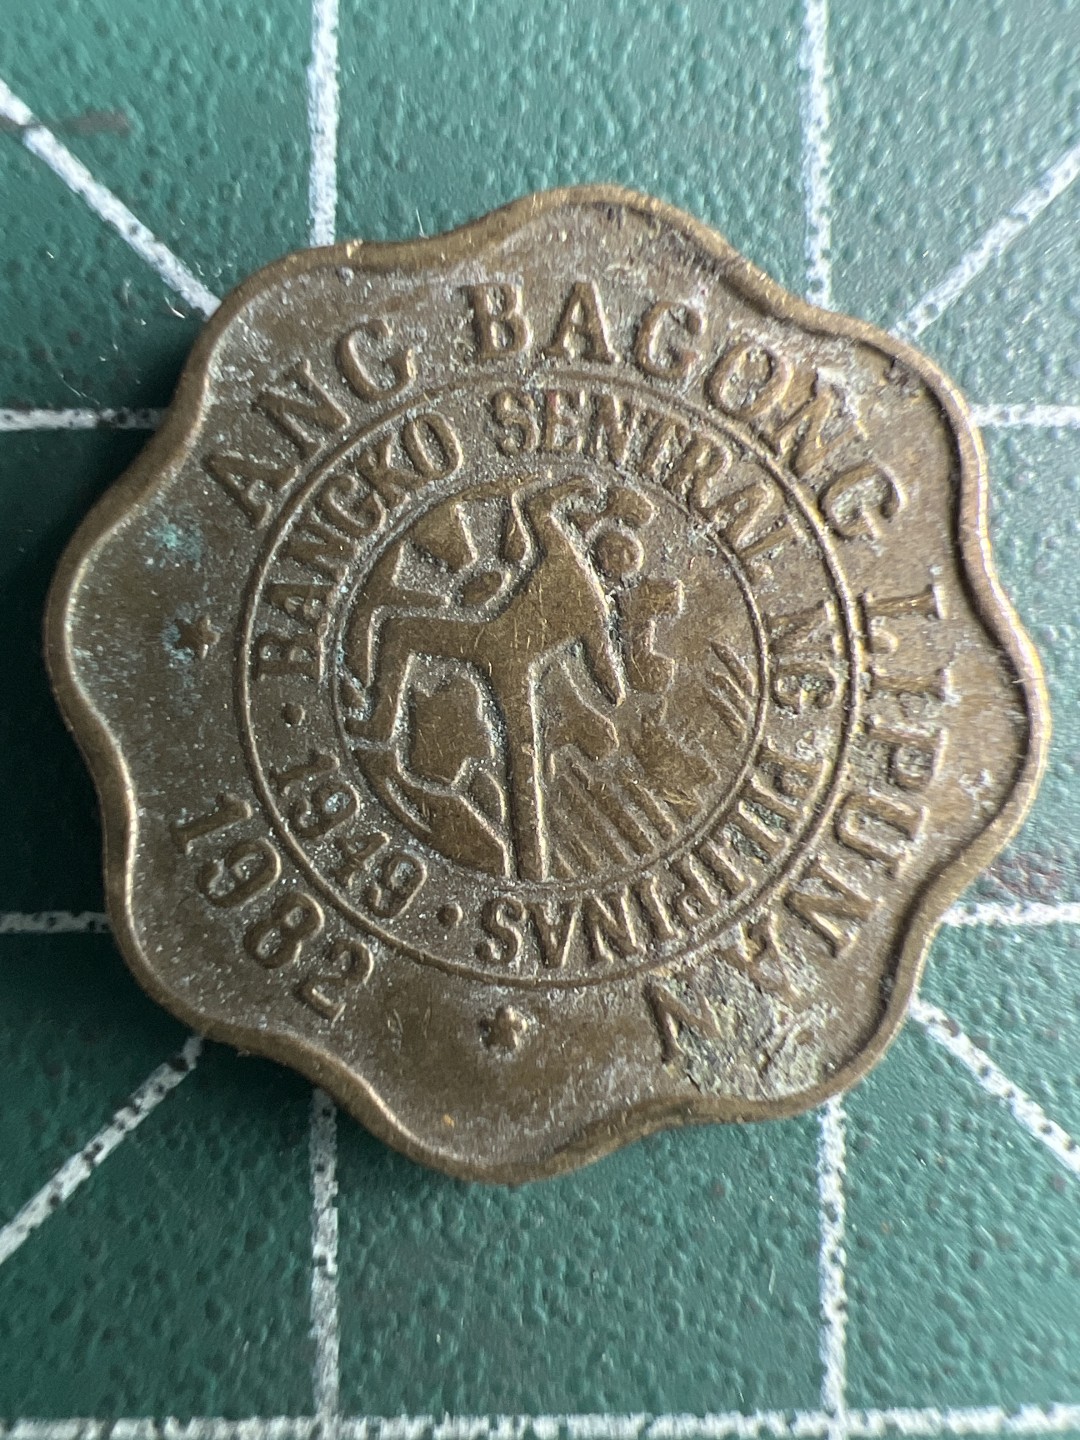 ANG BAGONG LIPUNAN
1982
BANGKO SENTRAL NG PILIPINAS
1949